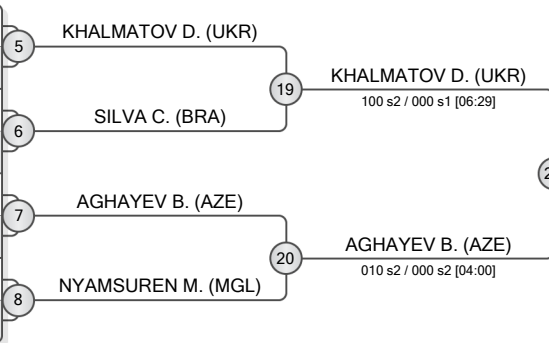 KHALMATOV D. (UKR)
5
19
KHALMATOV D. (UKR)
100 s2 / 000 s1 [06:29]
SILVA C. (BRA)
6
AGHAYEV B. (AZE)
7
20
AGHAYEV B. (AZE)
010 s2 / 000 s2 [04:00]
NYAMSUREN M. (MGL)
8